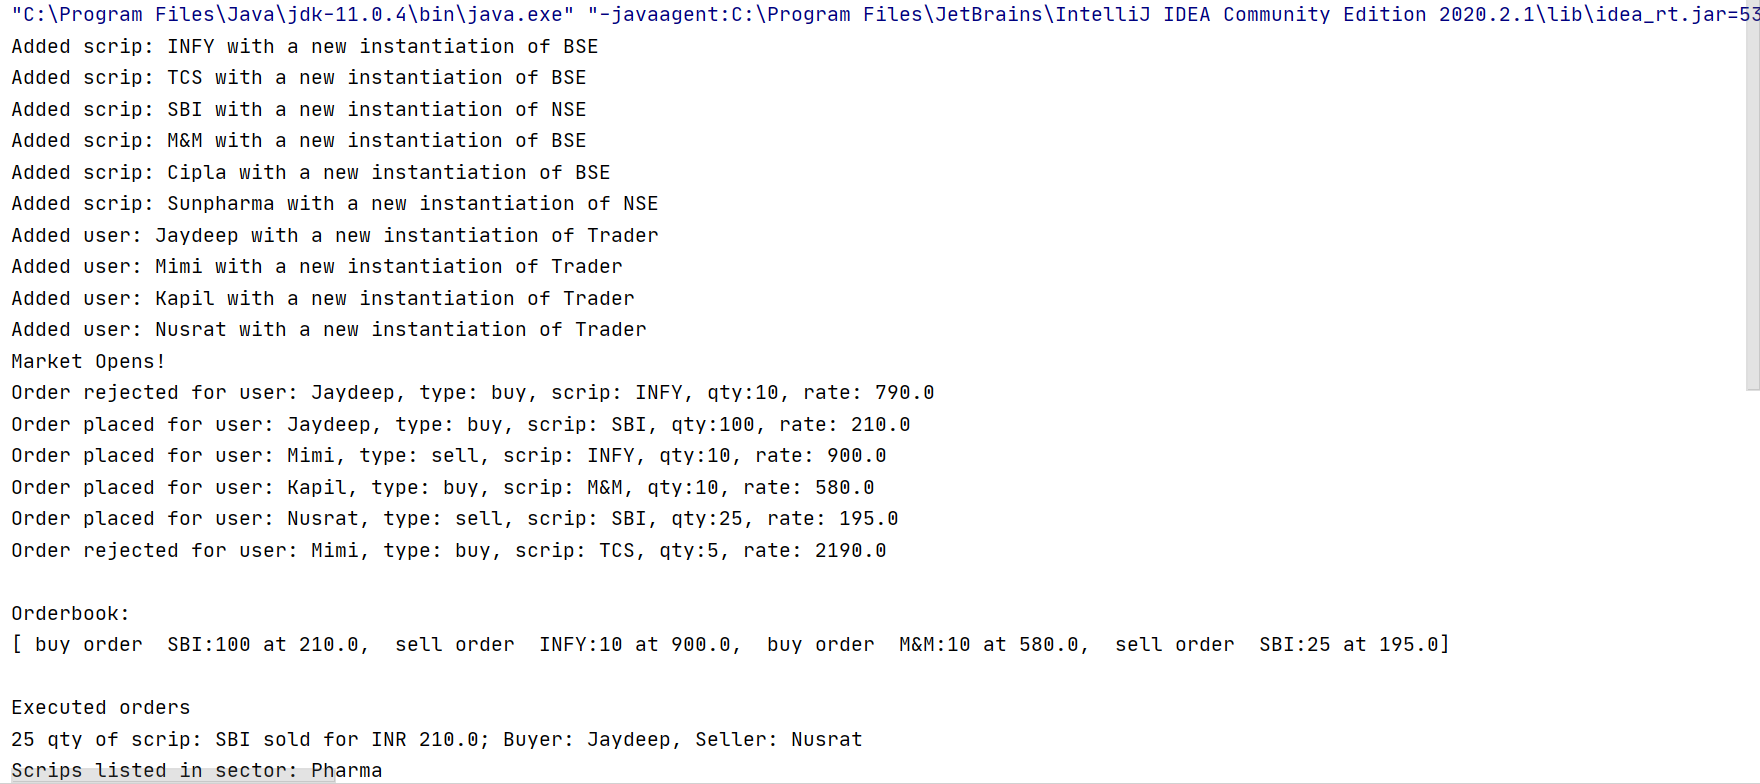 "C:\Program Files\Java\jdk-11.0.4\bin\java.exe" "-javaagent:C:\Program Files\JetBrains\IntelliJ IDEA Community Edition 2020.2.1\lib\idea_rt.jar=53
Added scrip: INFY with a new instantiation of BSE
Added scrip: TCS with a new instantiation of BSE
Added scrip: SBI with a new instantiation of NSE
Added scrip: M&M with a new instantiation of BSE
Added scrip: Cipla with a new instantiation of BSE
Added scrip: Sunpharma with a new instantiation of NSE
Added user: Jaydeep with a new instantiation of Trader
Added user: Mimi with a new instantiation of Trader
Added user: Kapil with a new instantiation of Trader
Added user: Nusrat with a new instantiation of Trader
Market Opens!
Order rejected for user: Jaydeep, type: buy, scrip: INFY, qty:10, rate: 790.0
Order placed for user: Jaydeep, type: buy, scrip: SBI, qty:100, rate: 210.0
Order placed for user: Mimi, type: sell, scrip: INFY, qty:10, rate: 900.0
Order placed for user: Kapil, type: buy, scrip: M&M, qty:10, rate: 580.0
Order placed for user: Nusrat, type: sell, scrip: SBI, qty:25, rate: 195.0
Order rejected for user: Mimi, type: buy, scrip: TCS, qty:5, rate: 2190.0
Orderbook:
[ buy order  SBI:100 at 210.0,  sell order  INFY:10 at 900.0,  buy order  M&M:10 at 580.0,  sell order  SBI:25 at 195.0]
Executed orders
25 qty of scrip: SBI sold for INR 210.0; Buyer: Jaydeep, Seller: Nusrat
Scrips listed in sector: Pharma